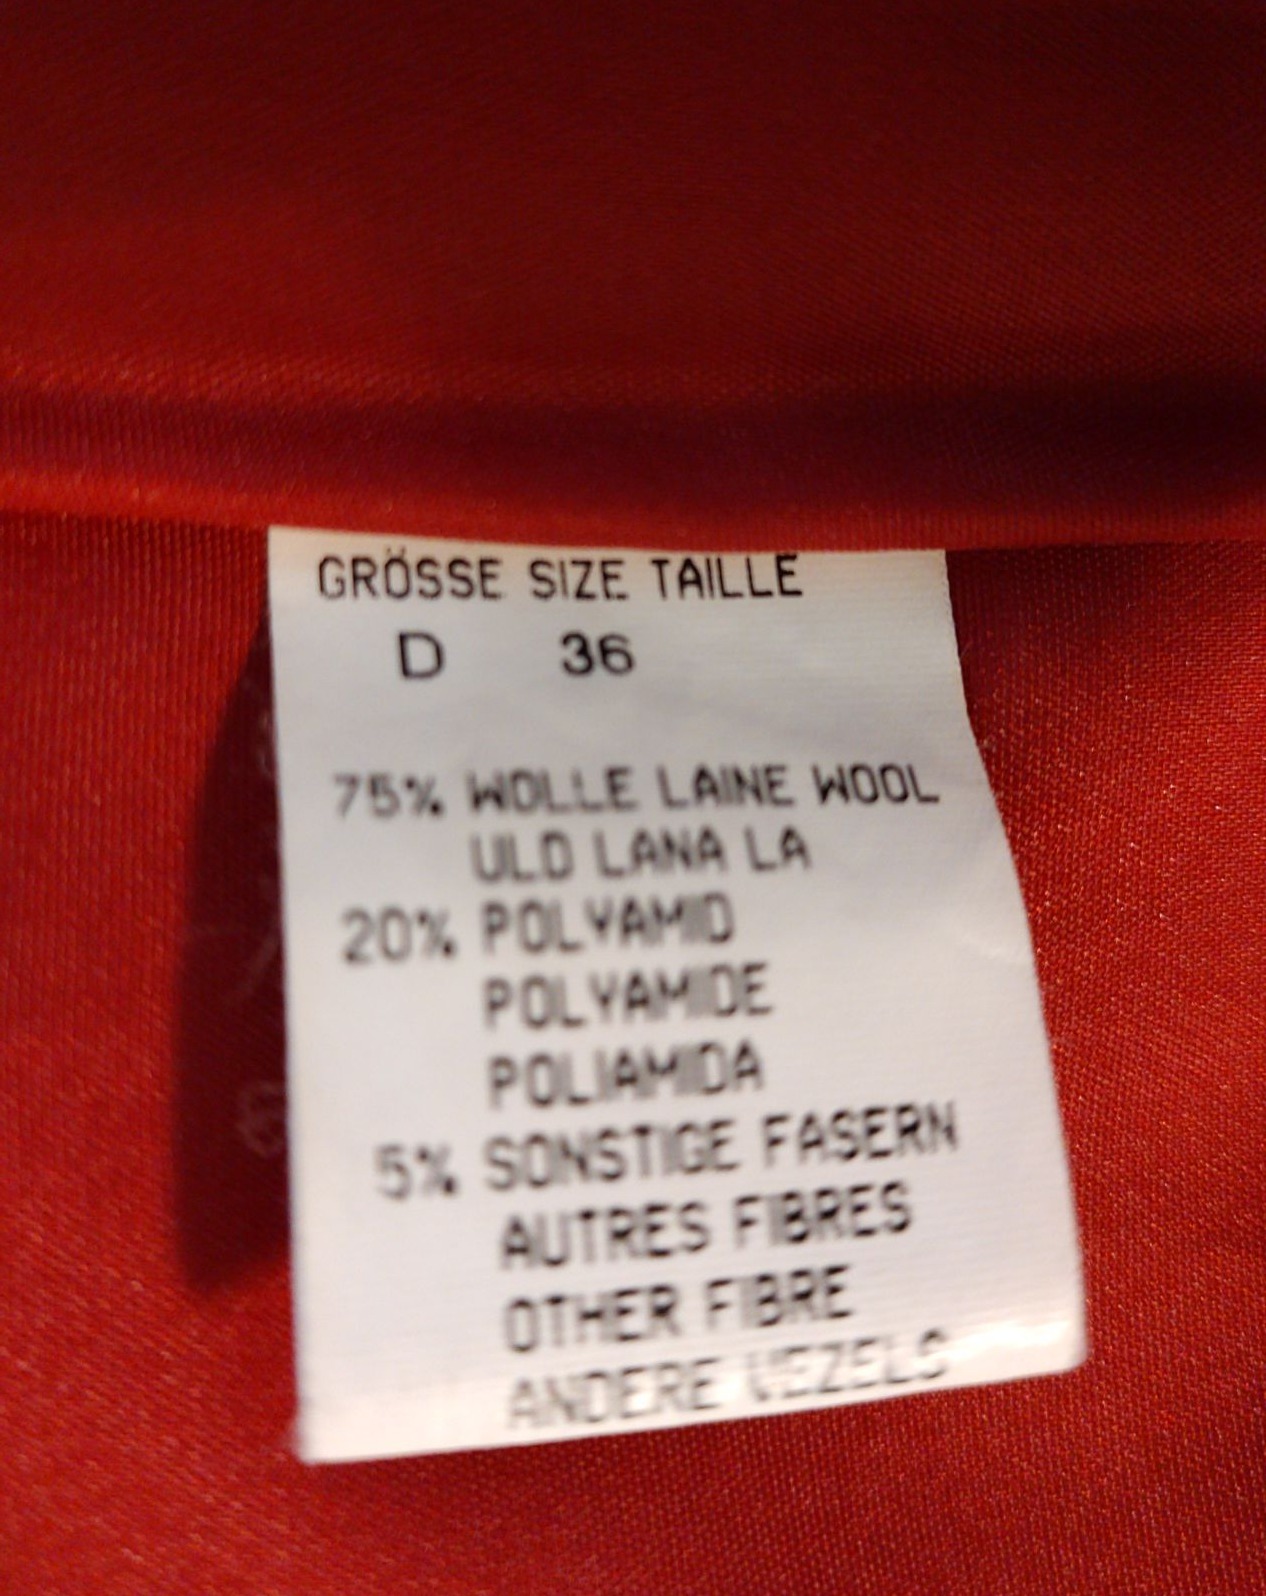 GRÖSSE SIZE TAILLE
D 36
75% WOLLE LAINE WOOL
ULD LANA LA
20% POLYAMID
POLYAMIDE
POLIAMIDA
5% SONSTIGE FASERN
AUTRES FIBRES
OTHER FIBRE
ANDERE VEZELS